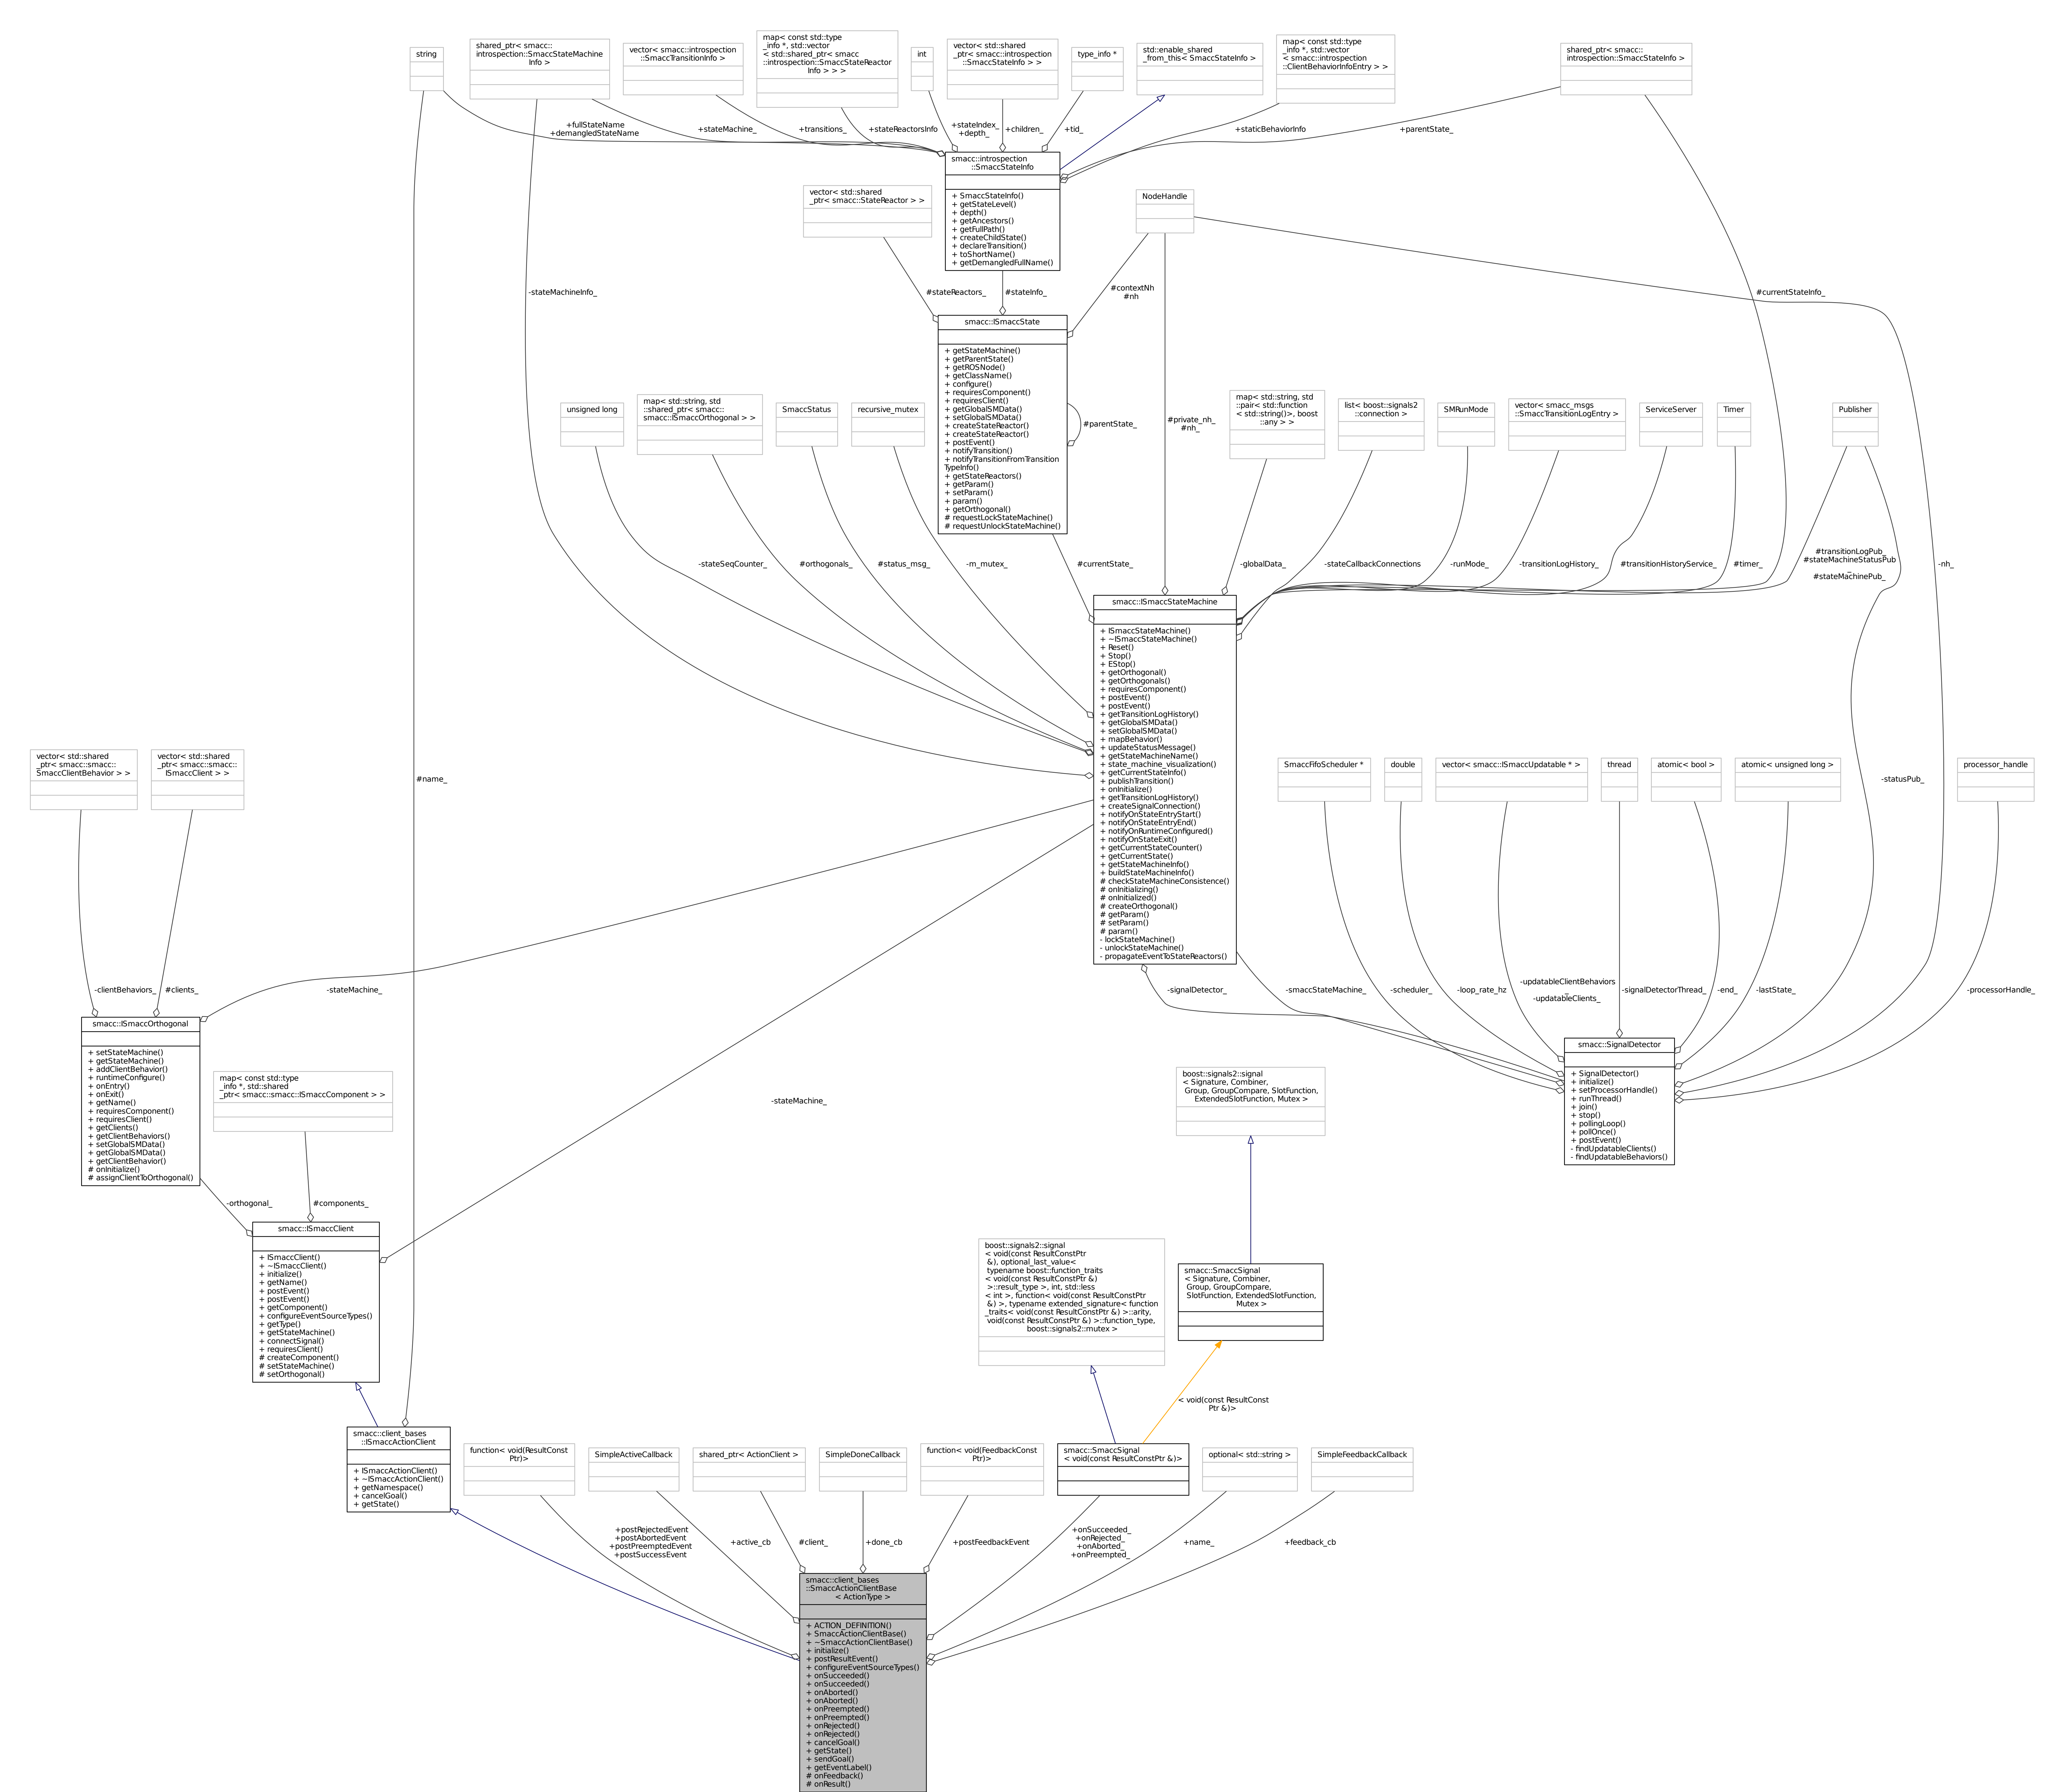 string
shared_ptr< smacc::
introspection::SmaccStateMachine
Info >
vector< smacc::introspection
::SmaccTransitionInfo >
map< const std::type
_info *, std::vector
< std::shared_ptr< smacc
::introspection::SmaccStateReactor
Info > > >
int
vector< std::shared
_ptr< smacc::introspection
::SmaccStateInfo > >
type_info *
std::enable_shared
_from_this< SmaccStateInfo >
map< const std::type
_info *, std::vector
< smacc::introspection
::ClientBehaviorInfoEntry > >
shared_ptr< smacc::
introspection::SmaccStateInfo >
+fullStateName
+demangledStateName
+stateMachine_
+transitions_
+stateReactorsInfo
+stateIndex_
+depth_
+children_
+tid_
+staticBehaviorInfo
+parentState_
smacc::introspection
::SmaccStateInfo
+ SmaccStateInfo()
+ getStateLevel()
+ depth()
+ getAncestors()
+ getFullPath()
+ createChildState()
+ declareTransition()
+ toShortName()
+ getDemangledFullName()
vector< std::shared
_ptr< smacc::StateReactor > >
NodeHandle
-stateMachineInfo_
#stateReactors_
#stateInfo_
#contextNh
#nh
#currentStateInfo_
smacc::ISmaccState
+ getStateMachine()
+ getParentState()
+ getROSNode()
+ getClassName()
+ configure()
+ requiresComponent()
+ requiresClient()
+ getGlobalSMData()
+ setGlobalSMData()
+ createStateReactor()
+ createStateReactor()
+ postEvent()
+ notifyTransition()
+ notifyTransitionFromTransition
TypeInfo()
+ getStateReactors()
+ getParam()
+ setParam()
+ param()
+ getOrthogonal()
# requestLockStateMachine()
# requestUnlockStateMachine()
#parentState_
#private_nh_
#nh_
unsigned long
map< std::string, std
::shared_ptr< smacc::
smacc::ISmaccOrthogonal > >
SmaccStatus
recursive_mutex
map< std::string, std
::pair< std::function
< std::string()>, boost
::any > >
list< boost::signals2
::connection >
SMRunMode
vector< smacc_msgs
::SmaccTransitionLogEntry >
ServiceServer
Timer
Publisher
-stateSeqCounter_
#orthogonals_
#status_msg_
-m_mutex_
#currentState_
-globalData_
-stateCallbackConnections
-runMode_
-transitionLogHistory_
#transitionHistoryService_
#timer_
#transitionLogPub_
#stateMachineStatusPub
_
#stateMachinePub_
-nh_
smacc::ISmaccStateMachine
+ ISmaccStateMachine()
+ ~ISmaccStateMachine()
+ Reset()
+ Stop()
+ EStop()
+ getOrthogonal()
+ getOrthogonals()
+ requiresComponent()
+ postEvent()
+ postEvent()
+ getTransitionLogHistory()
+ getGlobalSMData()
+ setGlobalSMData()
+ mapBehavior()
+ updateStatusMessage()
+ getStateMachineName()
+ state_machine_visualization()
+ getCurrentStateInfo()
+ publishTransition()
+ onInitialize()
+ getTransitionLogHistory()
+ createSignalConnection()
+ notifyOnStateEntryStart()
+ notifyOnStateEntryEnd()
+ notifyOnRuntimeConfigured()
+ notifyOnStateExit()
+ getCurrentStateCounter()
+ getCurrentState()
+ getStateMachineInfo()
+ buildStateMachineInfo()
# checkStateMachineConsistence()
# onInitializing()
# onInitialized()
# createOrthogonal()
# getParam()
# setParam()
# param()
- lockStateMachine()
- unlockStateMachine()
- propagateEventToStateReactors()
vector< std::shared
_ptr< smacc::smacc::
SmaccClientBehavior > >
vector< std::shared
_ptr< smacc::smacc::
ISmaccClient > >
#name_
SmaccFifoScheduler *
double
vector< smacc::ISmaccUpdatable * >
thread
atomic< bool >
atomic< unsigned long >
processor_handle
-statusPub_
-clientBehaviors_
#clients_
-stateMachine_
-signalDetector_
-smaccStateMachine_
-scheduler_
-loop_rate_hz
-updatableClientBehaviors
_
-updatableClients_
-signalDetectorThread_
-end_
-lastState_
-processorHandle_
smacc::ISmaccOrthogonal
+ setStateMachine()
+ getStateMachine()
+ addClientBehavior()
+ runtimeConfigure()
+ onEntry()
+ onExit()
+ getName()
+ requiresComponent()
+ requiresClient()
+ getClients()
+ getClientBehaviors()
+ setGlobalSMData()
+ getGlobalSMData()
+ getClientBehavior()
# onInitialize()
# assignClientToOrthogonal()
smacc::SignalDetector
+ SignalDetector()
+ initialize()
+ setProcessorHandle()
+ runThread()
+ join()
+ stop()
+ pollingLoop()
+ pollOnce()
+ postEvent()
- findUpdatableClients()
- findUpdatableBehaviors()
map< const std::type
_info *, std::shared
_ptr< smacc::smacc::ISmaccComponent > >
-stateMachine_
boost::signals2::signal
< Signature, Combiner,
Group, GroupCompare, SlotFunction,
ExtendedSlotFunction, Mutex >
-orthogonal_
#components_
smacc::ISmaccClient
+ ISmaccClient()
+ ~ISmaccClient()
+ initialize()
+ getName()
+ postEvent()
+ postEvent()
+ getComponent()
+ configureEventSourceTypes()
+ getType()
+ getStateMachine()
+ connectSignal()
+ requiresClient()
# createComponent()
# setStateMachine()
# setOrthogonal()
boost::signals2::signal
< void(const ResultConstPtr
&), optional_last_value<
typename boost::function_traits
< void(const ResultConstPtr &)
>::result_type >, int, std::less
< int >, function< void(const ResultConstPtr
&) >, typename extended_signature< function
_traits< void(const ResultConstPtr &) >::arity,
void(const ResultConstPtr &) >::function_type,
boost::signals2::mutex >
smacc::SmaccSignal
< Signature, Combiner,
Group, GroupCompare,
SlotFunction, ExtendedSlotFunction,
Mutex >
< void(const ResultConst
Ptr &)>
smacc::client_bases
::ISmaccActionClient
+ ISmaccActionClient()
+ ~ISmaccActionClient()
+ getNamespace()
+ cancelGoal()
+ getState()
function< void(ResultConst
Ptr)>
SimpleActiveCallback
shared_ptr< ActionClient >
SimpleDoneCallback
function< void(FeedbackConst
Ptr)>
smacc::SmaccSignal
< void(const ResultConstPtr &)>
optional< std::string >
SimpleFeedbackCallback
+postRejectedEvent
+postAbortedEvent
+postPreemptedEvent
+postSuccessEvent
+active_cb
#client_
+done_cb
+postFeedbackEvent
+onSucceeded_
+onRejected_
+onAborted_
+onPreempted_
+name_
+feedback_cb
smacc::client_bases
::SmaccActionClientBase
< ActionType >
+ ACTION_DEFINITION()
+ SmaccActionClientBase()
+ ~SmaccActionClientBase()
+ initialize()
+ postResultEvent()
+ configureEventSourceTypes()
+ onSucceeded()
+ onSucceeded()
+ onAborted()
+ onAborted()
+ onPreempted()
+ onPreempted()
+ onRejected()
+ onRejected()
+ cancelGoal()
+ getState()
+ sendGoal()
+ getEventLabel()
# onFeedback()
# onResult()